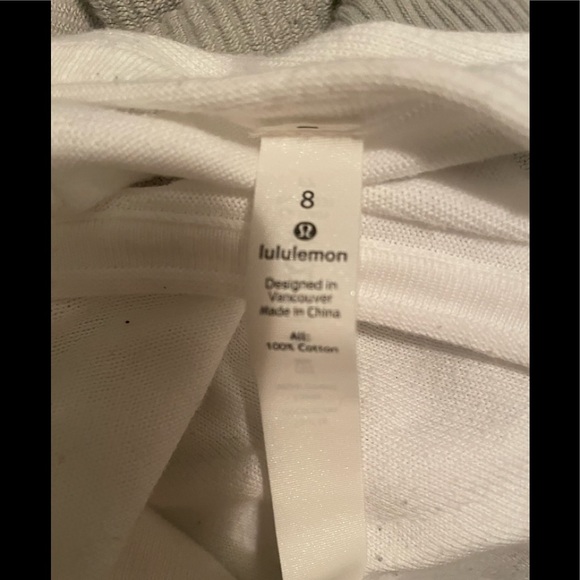 8
lululemon
Designed in
Vancouver
Made in China
All:
100% Cotton